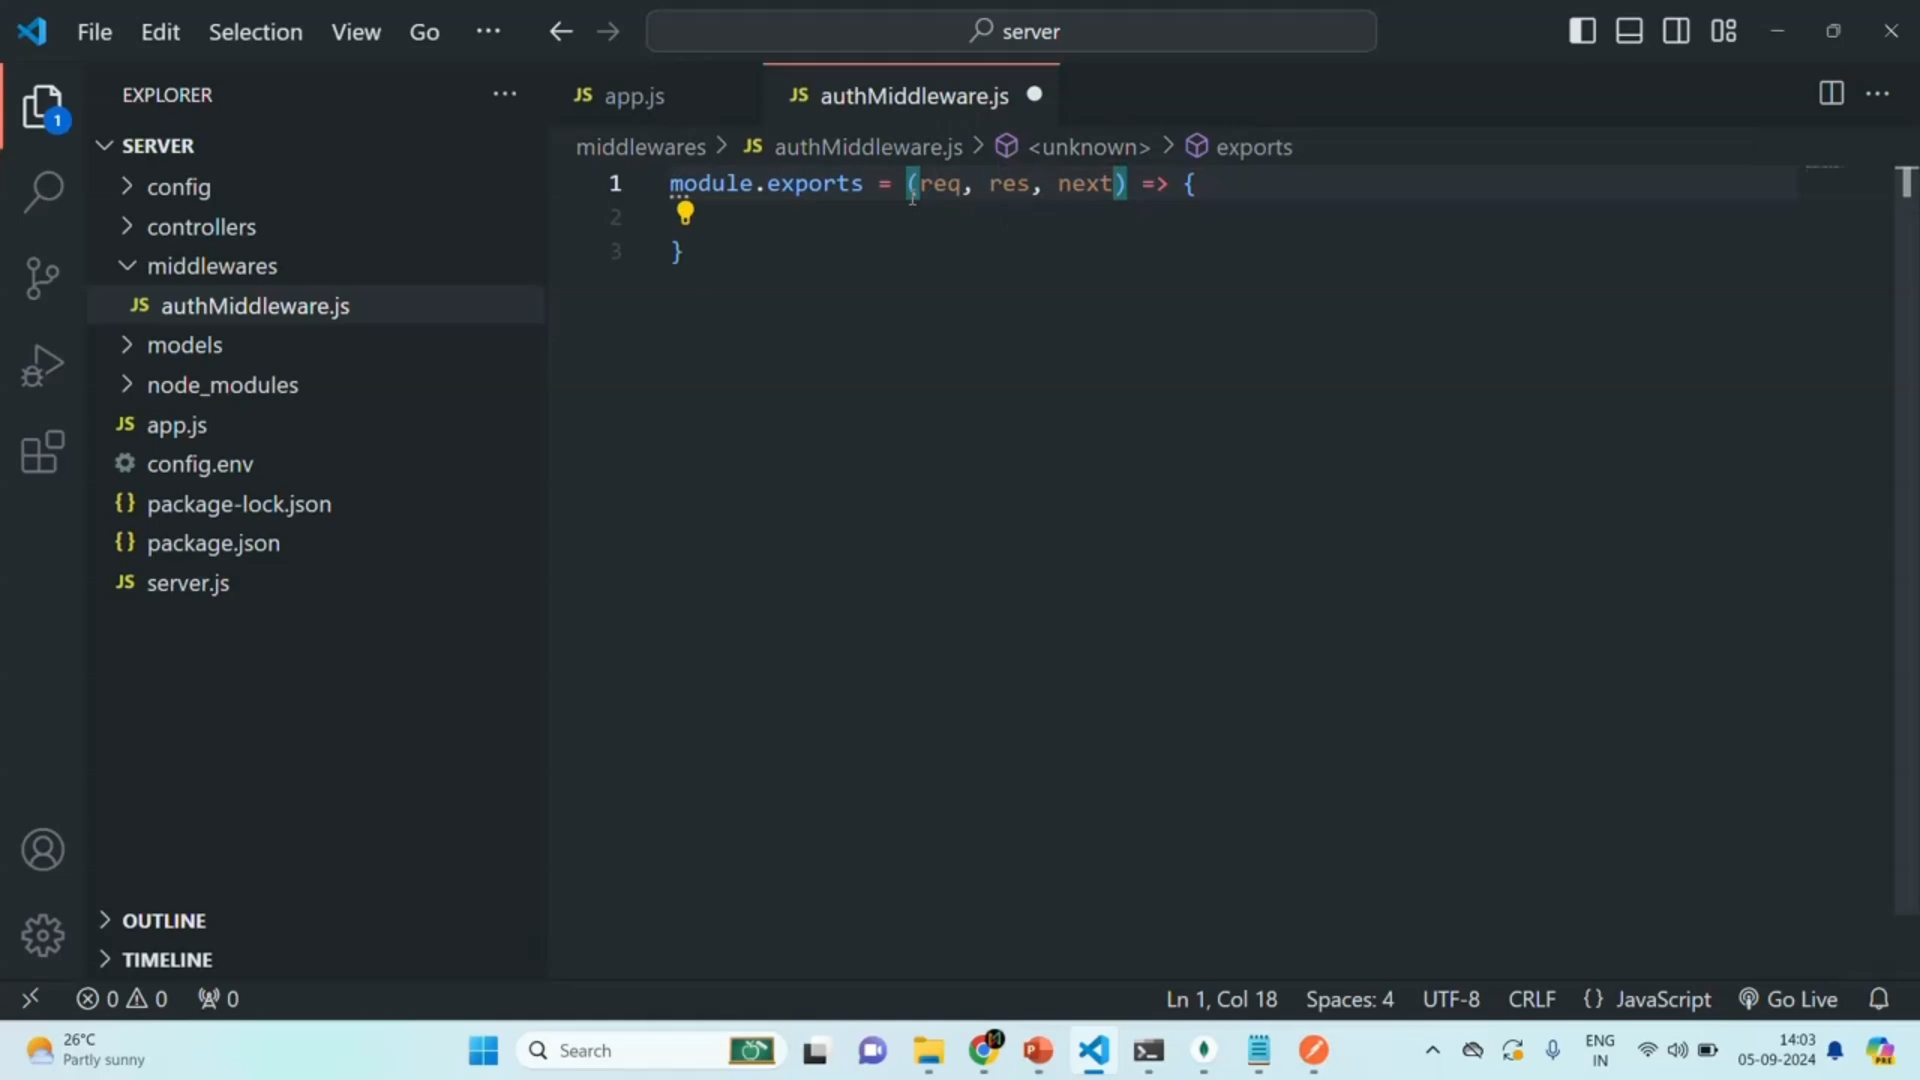 File Edit Selection View Go ··· server
EXPLORER ···
SERVER
config
controllers
middlewares
JS authMiddleware.js
models
node_modules
JS app.js
config.env
{} package-lock.json
{} package.json
JS server.js
OUTLINE
TIMELINE
1
JS app.js JS authMiddleware.js
middlewares > JS authMiddleware.js > <unknown> > exports
1 module.exports = (req, res, next) => {
2
3 }
0 0 0 Ln 1, Col 18 Spaces: 4 UTF-8 CRLF {} JavaScript Go Live
26°C
Partly sunny
Search
ENG
IN
14:03
05-09-2024
PRE